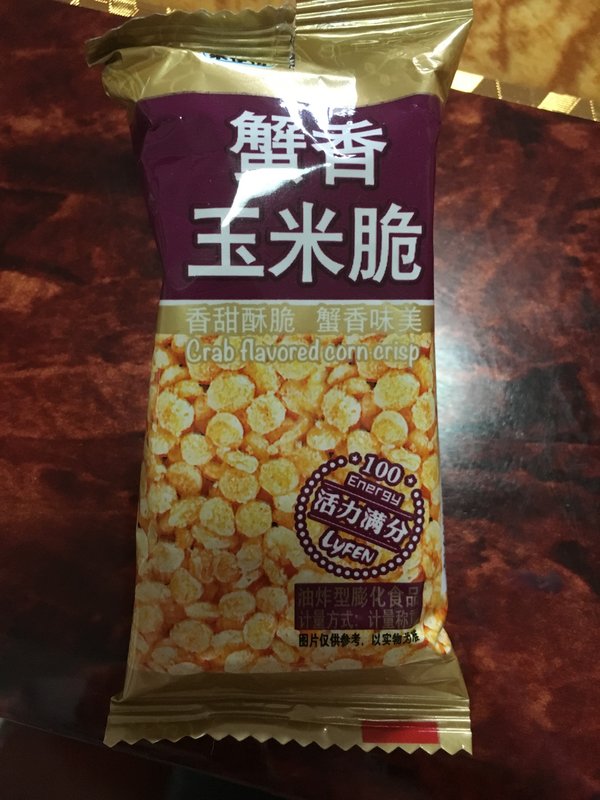 蟹香
玉米脆
香甜酥脆 蟹香味美
Crab flavored corn crisp
100
Energy
活力满分
LYFEN
油炸型膨化食品
计量方式：计量称重
图片仅供参考，以实物为准